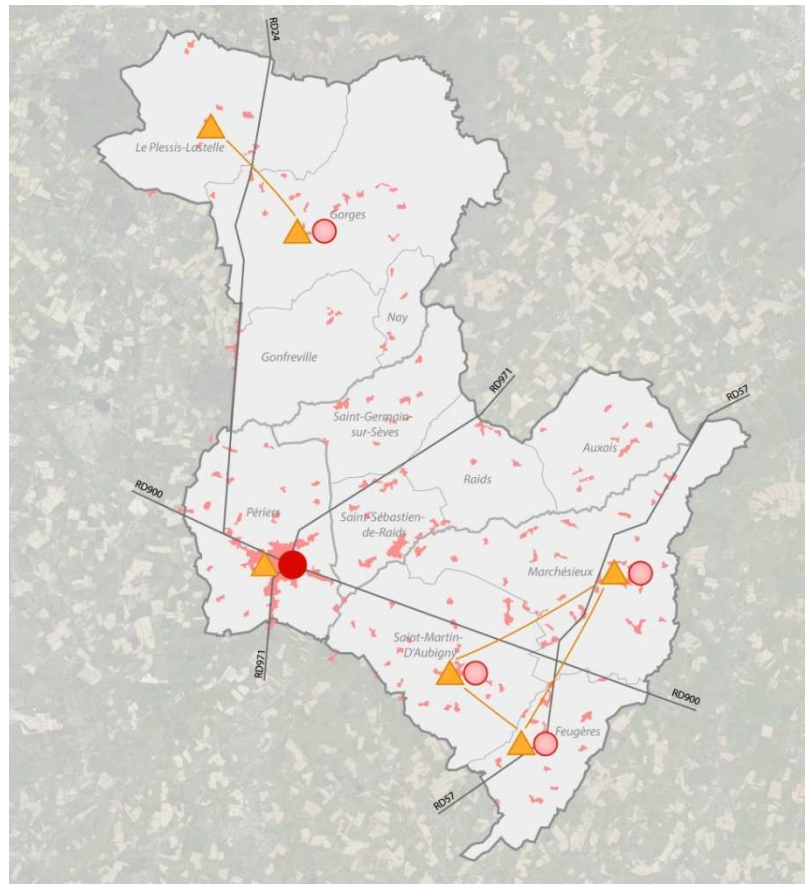 RD24
Le Plessis-Lastelle
Gorges
Nay
Gonfreville
RD971
RD57
Saint-Germain-
sur-Sèves
Auxais
Raids
RD900
Périers
Saint-Sébastien-
de-Raids
Marchésieux
Saint-Martin-
D'Aubigny
RD971
RD900
Feugères
RD57